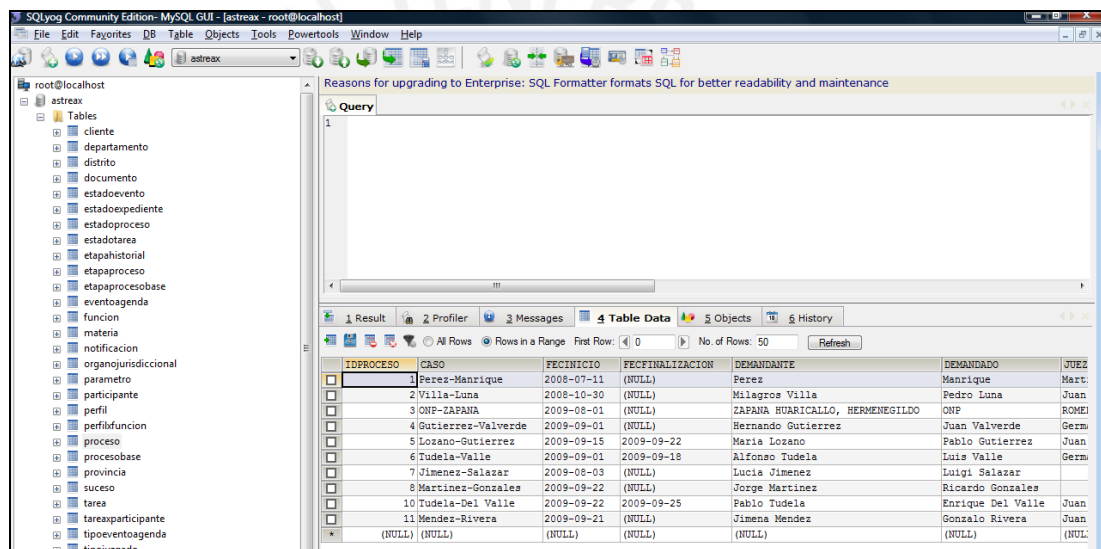 SQLyog Community Edition- MySQL GUI - [astreax - root@localhost]
File Edit Favorites DB Table Objects Tools Powertools Window Help
astreax
root@localhost
astreax
Tables
cliente
departamento
distrito
documento
estadoevento
estadoexpediente
estadoproceso
estadotarea
etapahistorial
etapaproceso
etapaprocesobase
eventoagenda
funcion
materia
notificacion
organojurisdiccional
parametro
participante
perfil
perfilxfuncion
proceso
procesobase
provincia
suceso
tarea
tareaxparticipante
tipoeventoagenda
tipojuzgado
Reasons for upgrading to Enterprise: SQL Formatter formats SQL for better readability and maintenance
Query
1
1 Result 2 Profiler 3 Messages 4 Table Data 5 Objects 6 History
All Rows Rows in a Range First Row: 0 No. of Rows: 50 Refresh
IDPROCESO CASO FECINICIO FECFINALIZACION DEMANDANTE DEMANDADO JUEZ
1 Perez-Manrique 2008-07-11 (NULL) Perez Manrique Mart
2 Villa-Luna 2008-10-30 (NULL) Milagros Villa Pedro Luna Juan
3 ONP-ZAPANA 2009-08-01 (NULL) ZAPANA HUARICALLO, HERMENEGILDO ONP ROME
4 Gutierrez-Valverde 2009-09-01 (NULL) Hernando Gutierrez Juan Valverde Germ
5 Lozano-Gutierrez 2009-09-15 2009-09-22 Maria Lozano Pablo Gutierrez Juan
6 Tudela-Valle 2009-09-01 2009-09-18 Alfonso Tudela Luis Valle Germ
7 Jimenez-Salazar 2009-08-03 (NULL) Lucia Jimenez Luigi Salazar
8 Martinez-Gonzales 2009-09-22 (NULL) Jorge Martinez Ricardo Gonzales
10 Tudela-Del Valle 2009-09-22 2009-09-25 Pablo Tudela Enrique Del Valle Juan
11 Mendez-Rivera 2009-09-21 (NULL) Jimena Mendez Gonzalo Rivera Juan
* (NULL) (NULL) (NULL) (NULL) (NULL) (NULL) (NUL